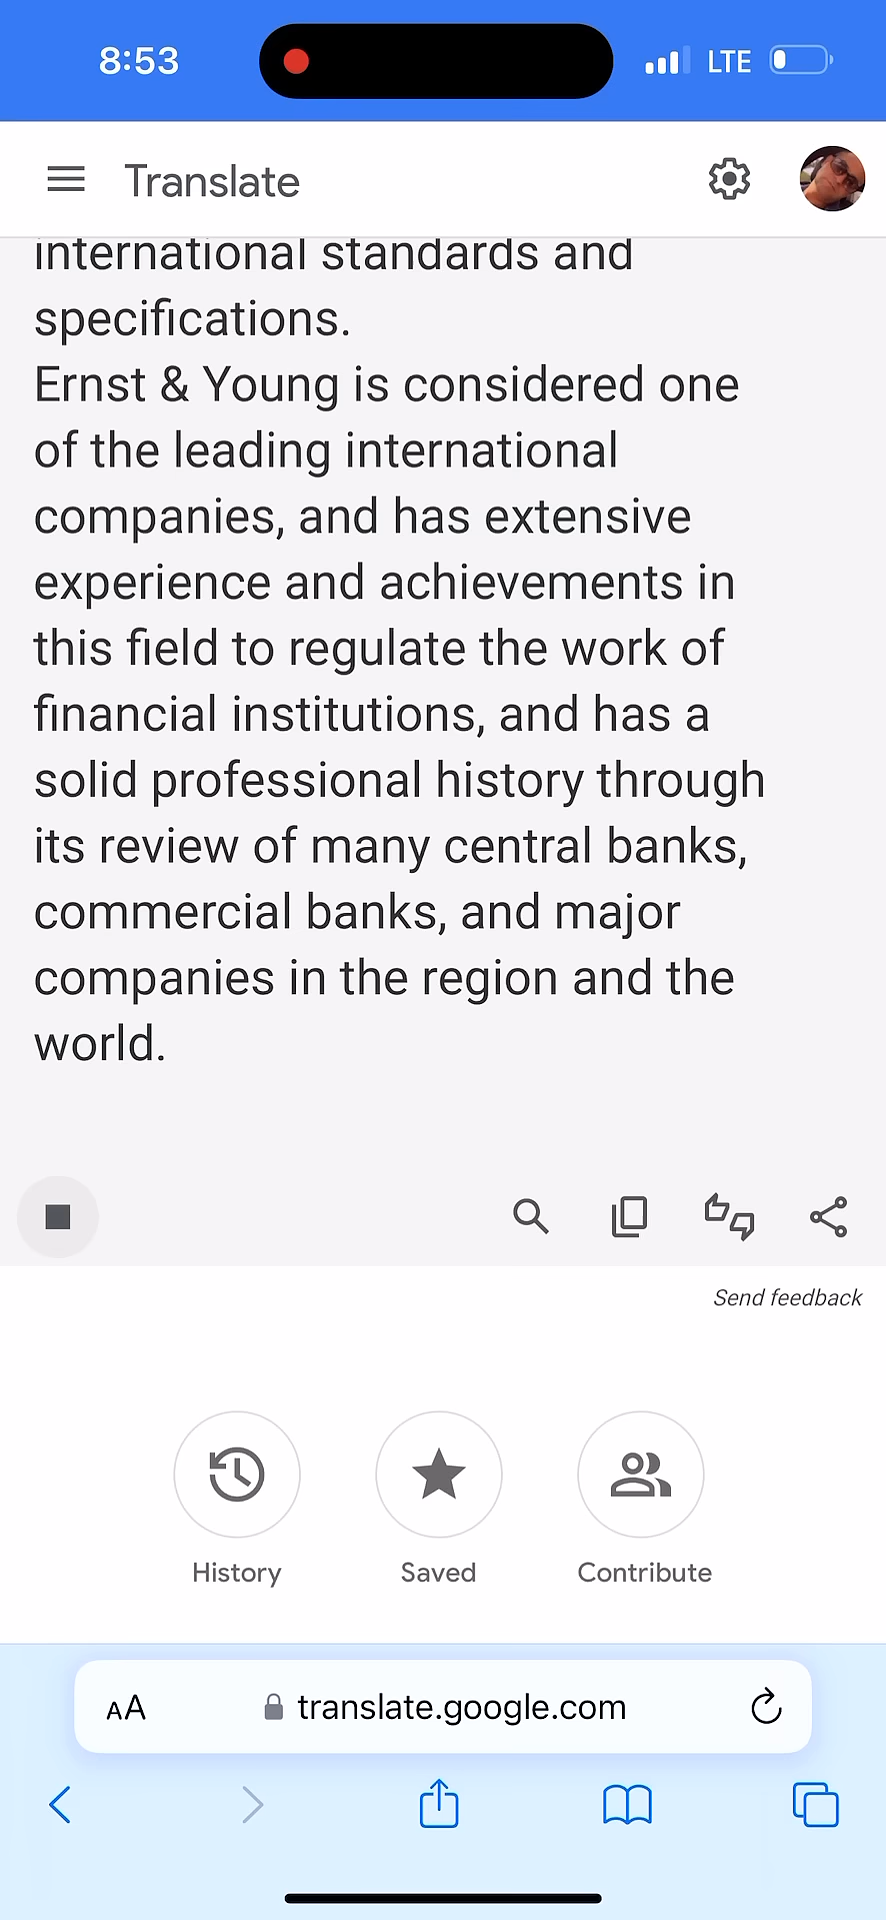 8:53
LTE
Translate
international standards and
specifications.
Ernst & Young is considered one
of the leading international
companies, and has extensive
experience and achievements in
this field to regulate the work of
financial institutions, and has a
solid professional history through
its review of many central banks,
commercial banks, and major
companies in the region and the
world.
Send feedback
History
Saved
Contribute
AA
translate.google.com